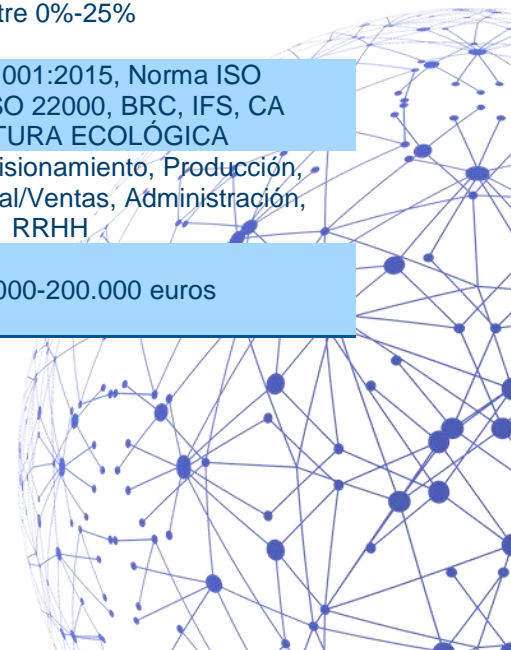 tre 0%-25%
001:2015, Norma ISO
SO 22000, BRC, IFS, CA
TURA ECOLÓGICA
visionamiento, Producción,
al/Ventas, Administración,
RRHH
000-200.000 euros